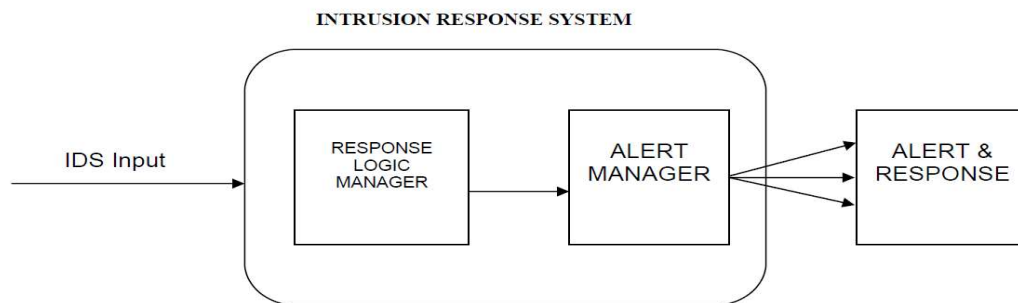 INTRUSION RESPONSE SYSTEM
IDS Input
RESPONSE
LOGIC
MANAGER
ALERT
MANAGER
ALERT &
RESPONSE